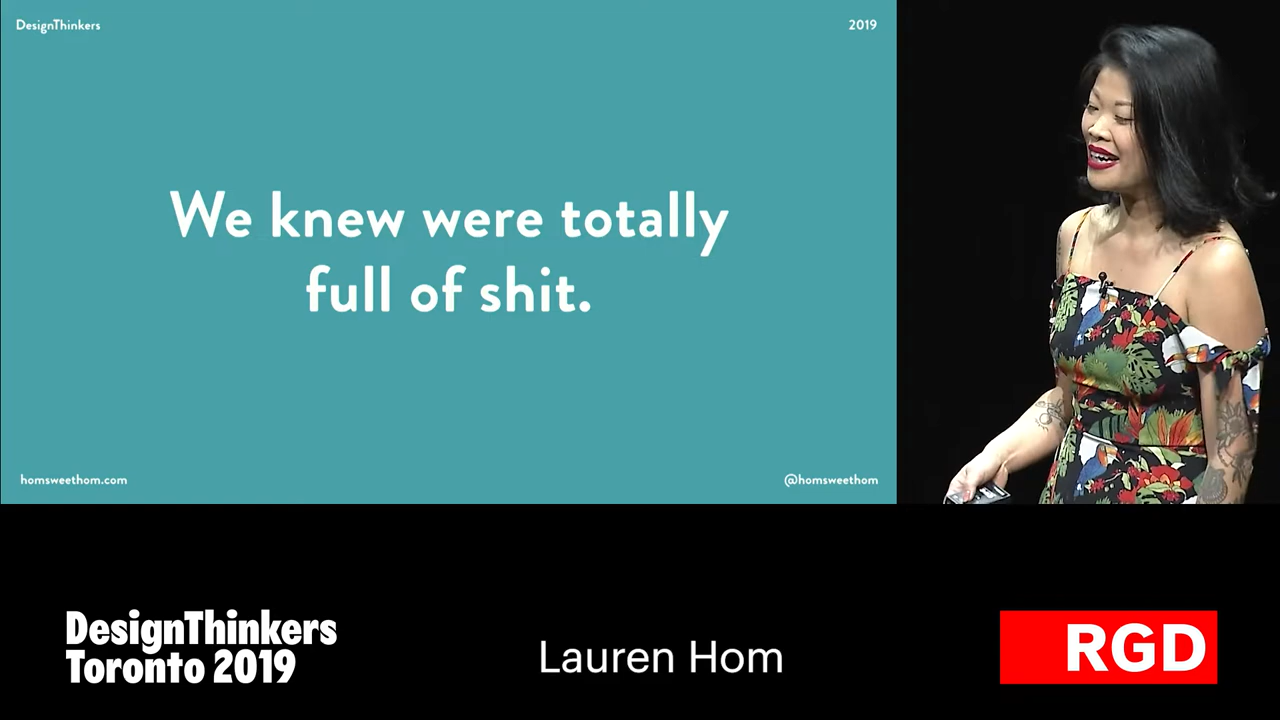 DesignThinkers
2019
We knew were totally
full of shit.
homsweethom.com
@homsweethom
DesignThinkers
Toronto 2019
Lauren Hom
RGD